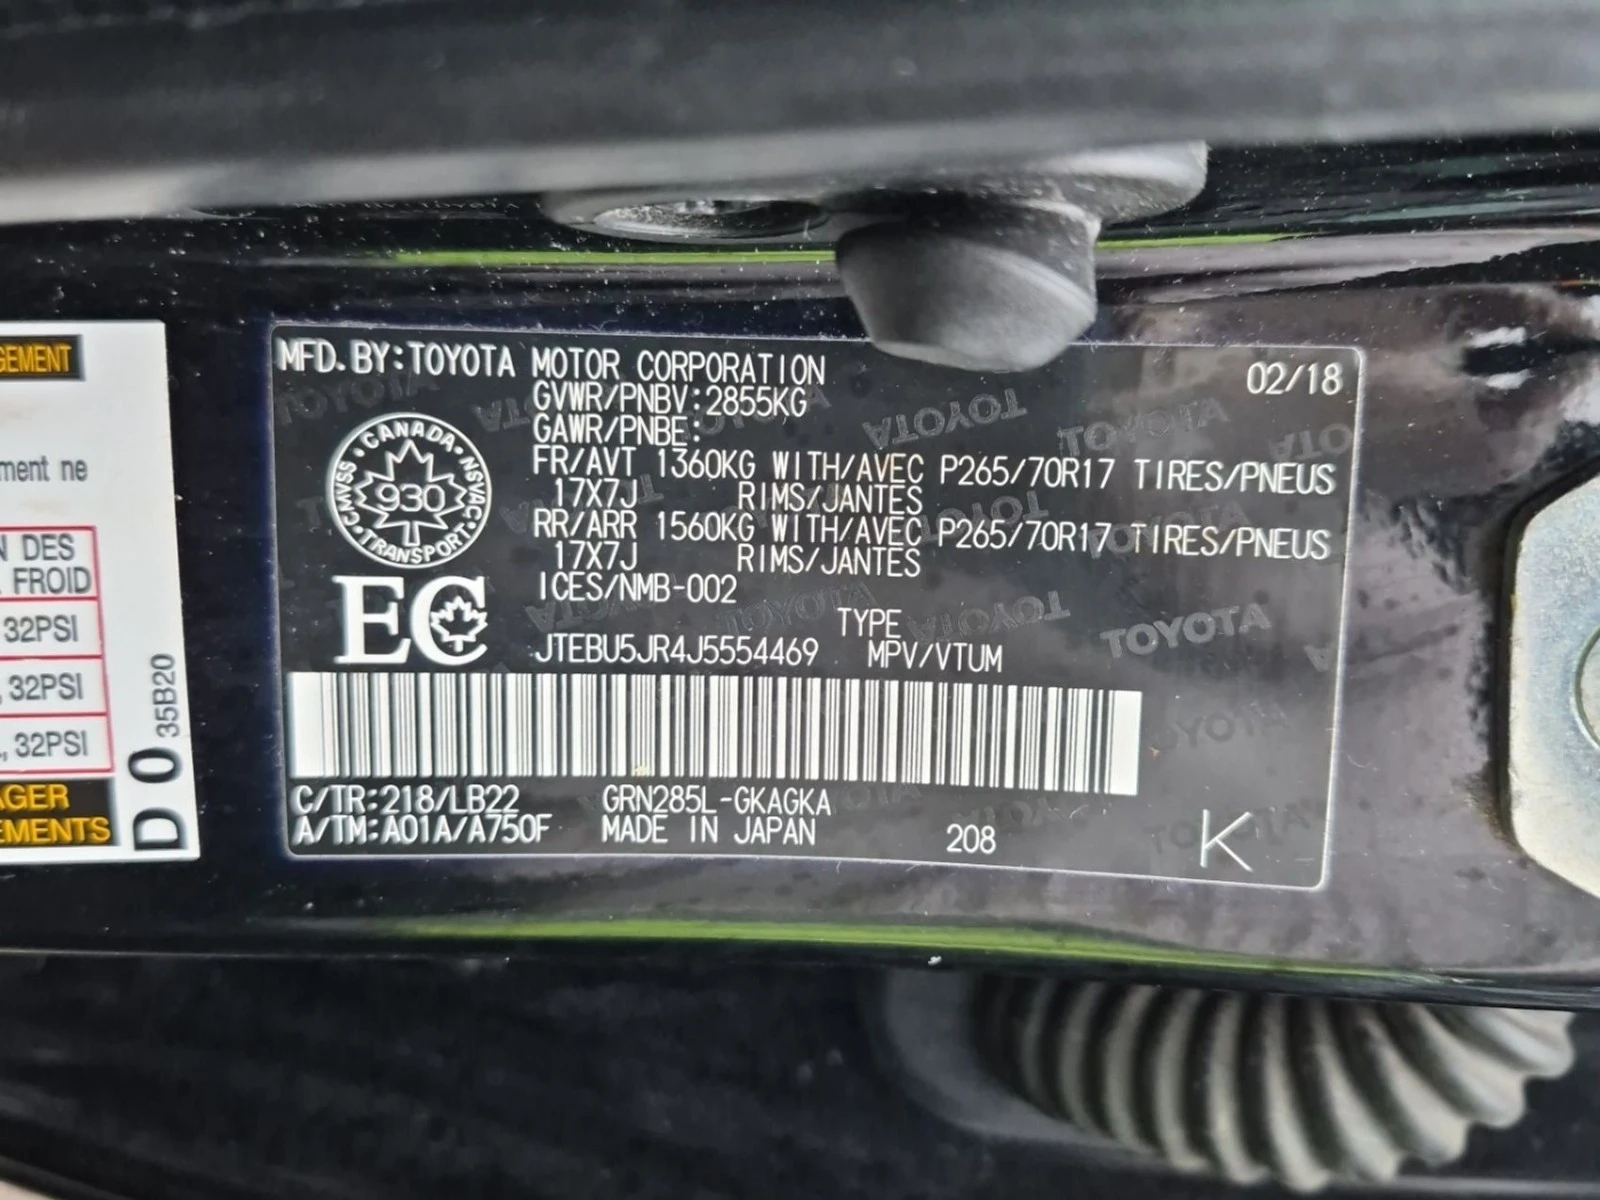 GEMENT
ment ne
N DES
FROID
32PSI
, 32PSI
, 32PSI
AGER
EMENTS
D 0 35B20
MFD.BY:TOYOTA MOTOR CORPORATION 02/18
GVWR/PNBV:2855KG
GAWR/PNBE:
FR/AVT 1360KG WITH/AVEC P265/70R17 TIRES/PNEUS
17X7J RIMS/JANTES
RR/ARR 1560KG WITH/AVEC P265/70R17 TIRES/PNEUS
17X7J RIMS/JANTES
ICES/NMB-002
CANADA
NSVAC
TRANSPORT
CMVSS
930
EC
TYPE
JTEBU5JR4J5554469 MPV/VTUM
C/TR:218/LB22 GRN285L-GKAGKA
A/TM:A01A/A750F MADE IN JAPAN 208 K
TOYOTA